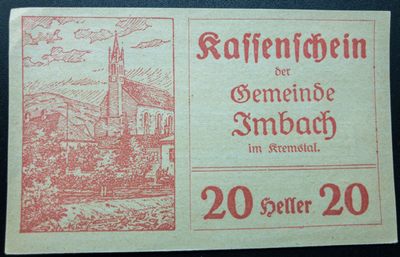 Kassenschein
der
Gemeinde
Imbach
im Kremstal.
20 Heller 20